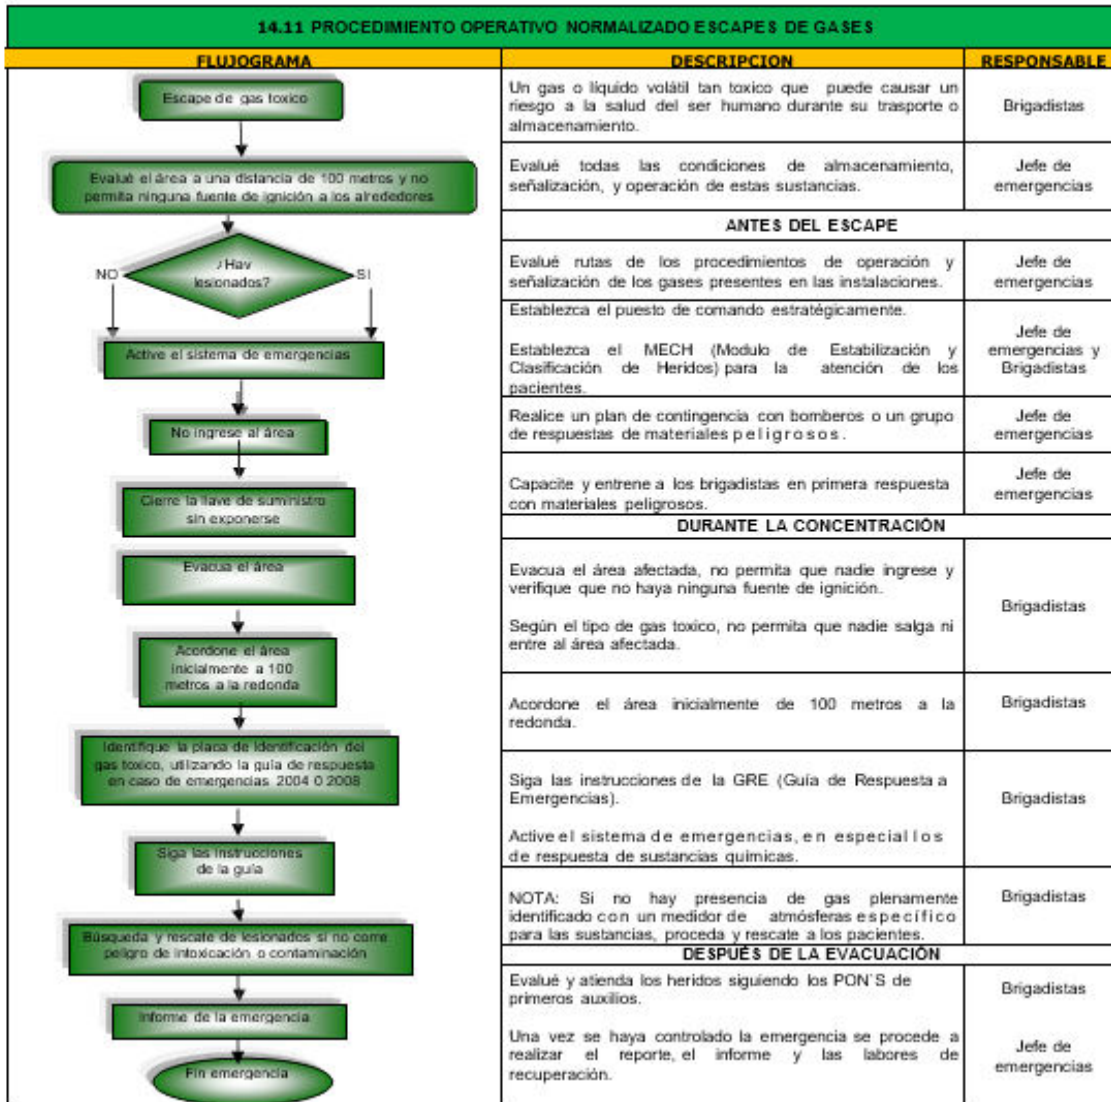 14.11 PROCEDIMIENTO OPERATIVO NORMALIZADO ESCAPES DE GASES
FLUJOGRAMA
DESCRIPCION
RESPONSABLE
Escape de gas toxico
Evalué el área a una distancia de 100 metros y no
permita ninguna fuente de ignición a los alrededores
¿Hay
lesionados?
NO
SI
Active el sistema de emergencias
No ingrese al área
Cierre la llave de suministro
sin exponerse
Evacua el área
Acordone el área
inicialmente a 100
metros a la redonda
Identifique la placa de identificación del
gas toxico, utilizando la guía de respuesta
en caso de emergencias 2004 0 2008
Siga las instrucciones
de la guía
Búsqueda y rescate de lesionados si no corre
peligro de intoxicación o contaminación
Informe de la emergencia
Fin emergencia
Un gas o líquido volátil tan toxico que puede causar un
riesgo a la salud del ser humano durante su trasporte o
almacenamiento.
Brigadistas
Evalué todas las condiciones de almacenamiento,
señalización, y operación de estas sustancias.
Jefe de
emergencias
ANTES DEL ESCAPE
Evalué rutas de los procedimientos de operación y
señalización de los gases presentes en las instalaciones.
Jefe de
emergencias
Establezca el puesto de comando estratégicamente.
Establezca el MECH (Modulo de Estabilización y
Clasificación de Heridos) para la atención de los
pacientes.
Jefe de
emergencias y
Brigadistas
Realice un plan de contingencia con bomberos o un grupo
de respuestas de materiales peligrosos.
Jefe de
emergencias
Capacite y entrene a los brigadistas en primera respuesta
con materiales peligrosos.
Jefe de
emergencias
DURANTE LA CONCENTRACIÓN
Evacua el área afectada, no permita que nadie ingrese y
verifique que no haya ninguna fuente de ignición.
Según el tipo de gas toxico, no permita que nadie salga ni
entre al área afectada.
Brigadistas
Acordone el área inicialmente de 100 metros a la
redonda.
Brigadistas
Siga las instrucciones de la GRE (Guía de Respuesta a
Emergencias).
Active el sistema de emergencias, en especial los
de respuesta de sustancias químicas.
Brigadistas
NOTA: Si no hay presencia de gas plenamente
identificado con un medidor de atmósferas específico
para las sustancias, proceda y rescate a los pacientes.
Brigadistas
DESPUÉS DE LA EVACUACIÓN
Evalué y atienda los heridos siguiendo los PON´S de
primeros auxilios.
Brigadistas
Una vez se haya controlado la emergencia se procede a
realizar el reporte, el informe y las labores de
recuperación.
Jefe de
emergencias